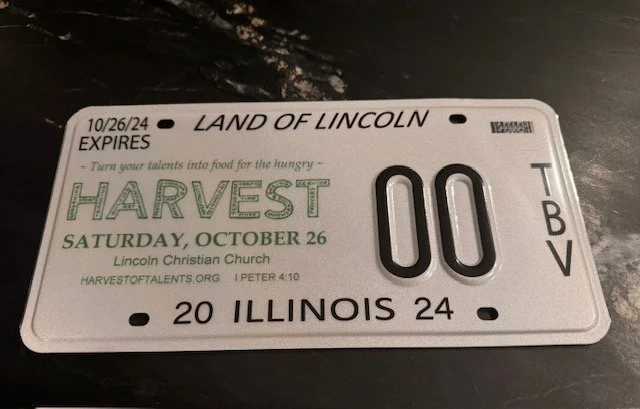 LAND OF LINCOLN
10/26/24
EXPIRES
~ Turn your talents into food for the hungry ~
HARVEST
SATURDAY, OCTOBER 26
Lincoln Christian Church
HARVESTOFTALENTS.ORG I PETER 4:10
00
TBV
20 ILLINOIS 24